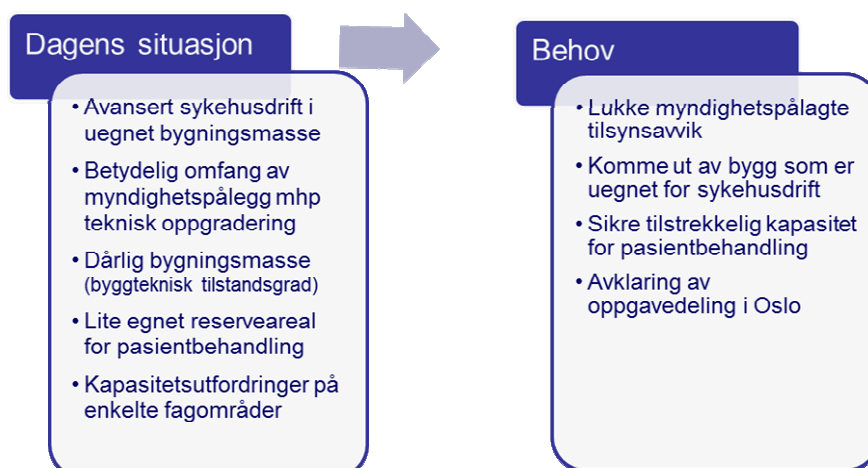 Dagens situasjon
• Avansert sykehusdrift i
uegnet bygningsmasse
• Betydelig omfang av
myndighetspålegg mhp
teknisk oppgradering
• Dårlig bygningsmasse
(byggteknisk tilstandsgrad)
• Lite egnet reserveareal
for pasientbehandling
• Kapasitetsutfordringer på
enkelte fagområder
Behov
• Lukke myndighetspålagte
tilsynsavvik
• Komme ut av bygg som er
uegnet for sykehusdrift
• Sikre tilstrekkelig kapasitet
for pasientbehandling
• Avklaring av
oppgavedeling i Oslo